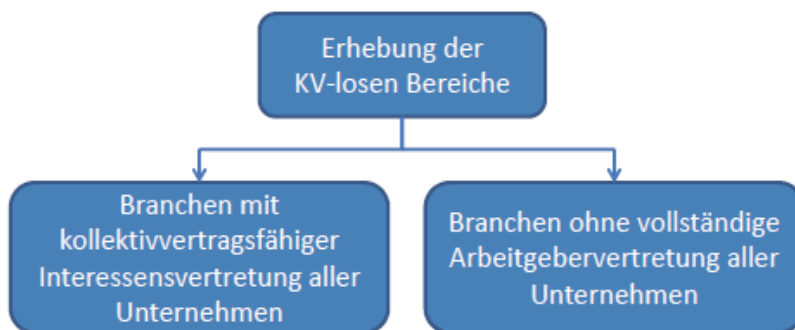 Erhebung der
KV-losen Bereiche
Branchen mit
kollektivvertragsfähiger
Interessensvertretung aller
Unternehmen
Branchen ohne vollständige
Arbeitgebervertretung aller
Unternehmen